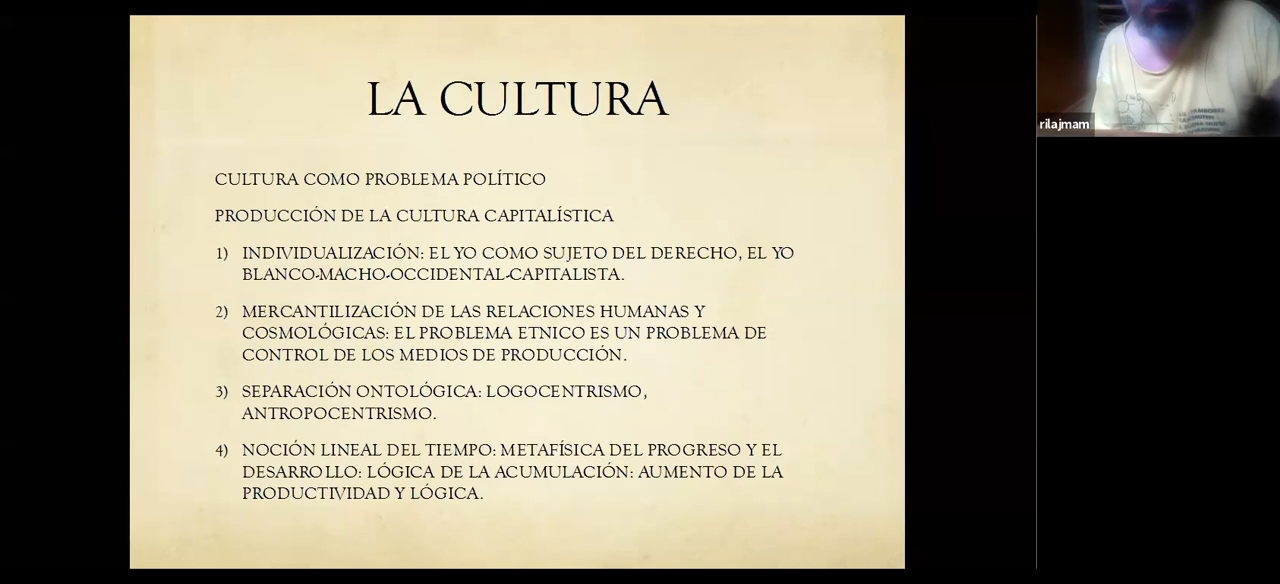 LA CULTURA
CULTURA COMO PROBLEMA POLÍTICO
PRODUCCIÓN DE LA CULTURA CAPITALÍSTICA
1) INDIVIDUALIZACIÓN: EL YO COMO SUJETO DEL DERECHO, EL YO
BLANCO-MACHO-OCCIDENTAL-CAPITALISTA.
2) MERCANTILIZACIÓN DE LAS RELACIONES HUMANAS Y
COSMOLÓGICAS: EL PROBLEMA ETNICO ES UN PROBLEMA DE
CONTROL DE LOS MEDIOS DE PRODUCCIÓN.
3) SEPARACIÓN ONTOLÓGICA: LOGOCENTRISMO,
ANTROPOCENTRISMO.
4) NOCIÓN LINEAL DEL TIEMPO: METAFÍSICA DEL PROGRESO Y EL
DESARROLLO: LÓGICA DE LA ACUMULACIÓN: AUMENTO DE LA
PRODUCTIVIDAD Y LÓGICA.
rilajmam